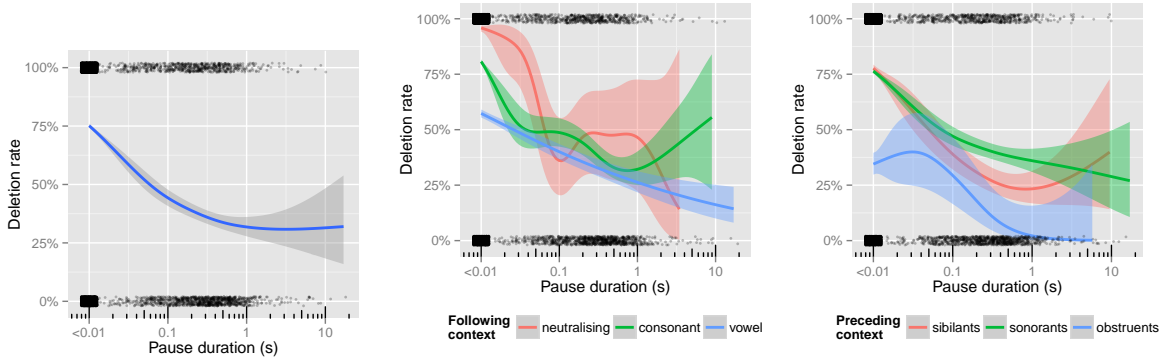 100%
75%
50%
25%
0%
Deletion rate
<0.01 0.1 1 10
Pause duration (s)
100%
75%
50%
25%
0%
Deletion rate
<0.01 0.1 1 10
Pause duration (s)
Following
context
neutralising consonant vowel
100%
75%
50%
25%
0%
Deletion rate
<0.01 0.1 1 10
Pause duration (s)
Preceding
context
sibilants sonorants obstruents